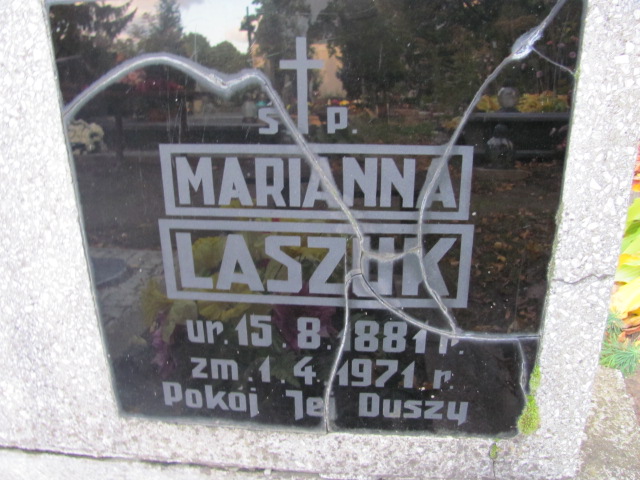 ś p.
MARIANNA
LASZUK
ur. 15.8.1881 r.
zm. 1.4.1971 r.
Pokój Jej Duszy